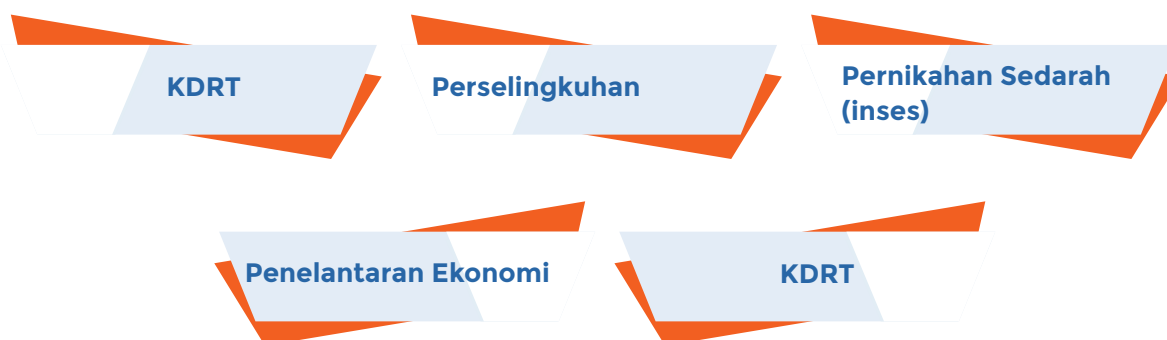 KDRT
Perselingkuhan
Pernikahan Sedarah
(inses)
Penelantaran Ekonomi
KDRT